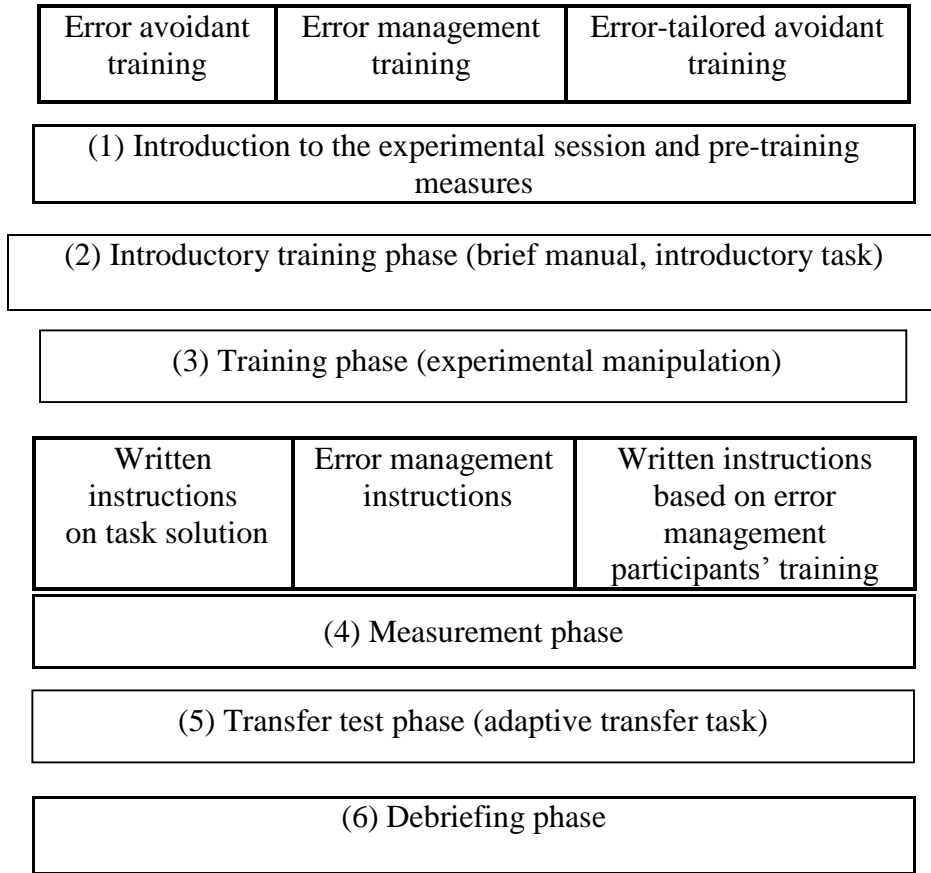 Error avoidant
training
Error management
training
Error-tailored avoidant
training
(1) Introduction to the experimental session and pre-training
measures
(2) Introductory training phase (brief manual, introductory task)
(3) Training phase (experimental manipulation)
Written
instructions
on task solution
Error management
instructions
Written instructions
based on error
management
participants’ training
(4) Measurement phase
(5) Transfer test phase (adaptive transfer task)
(6) Debriefing phase